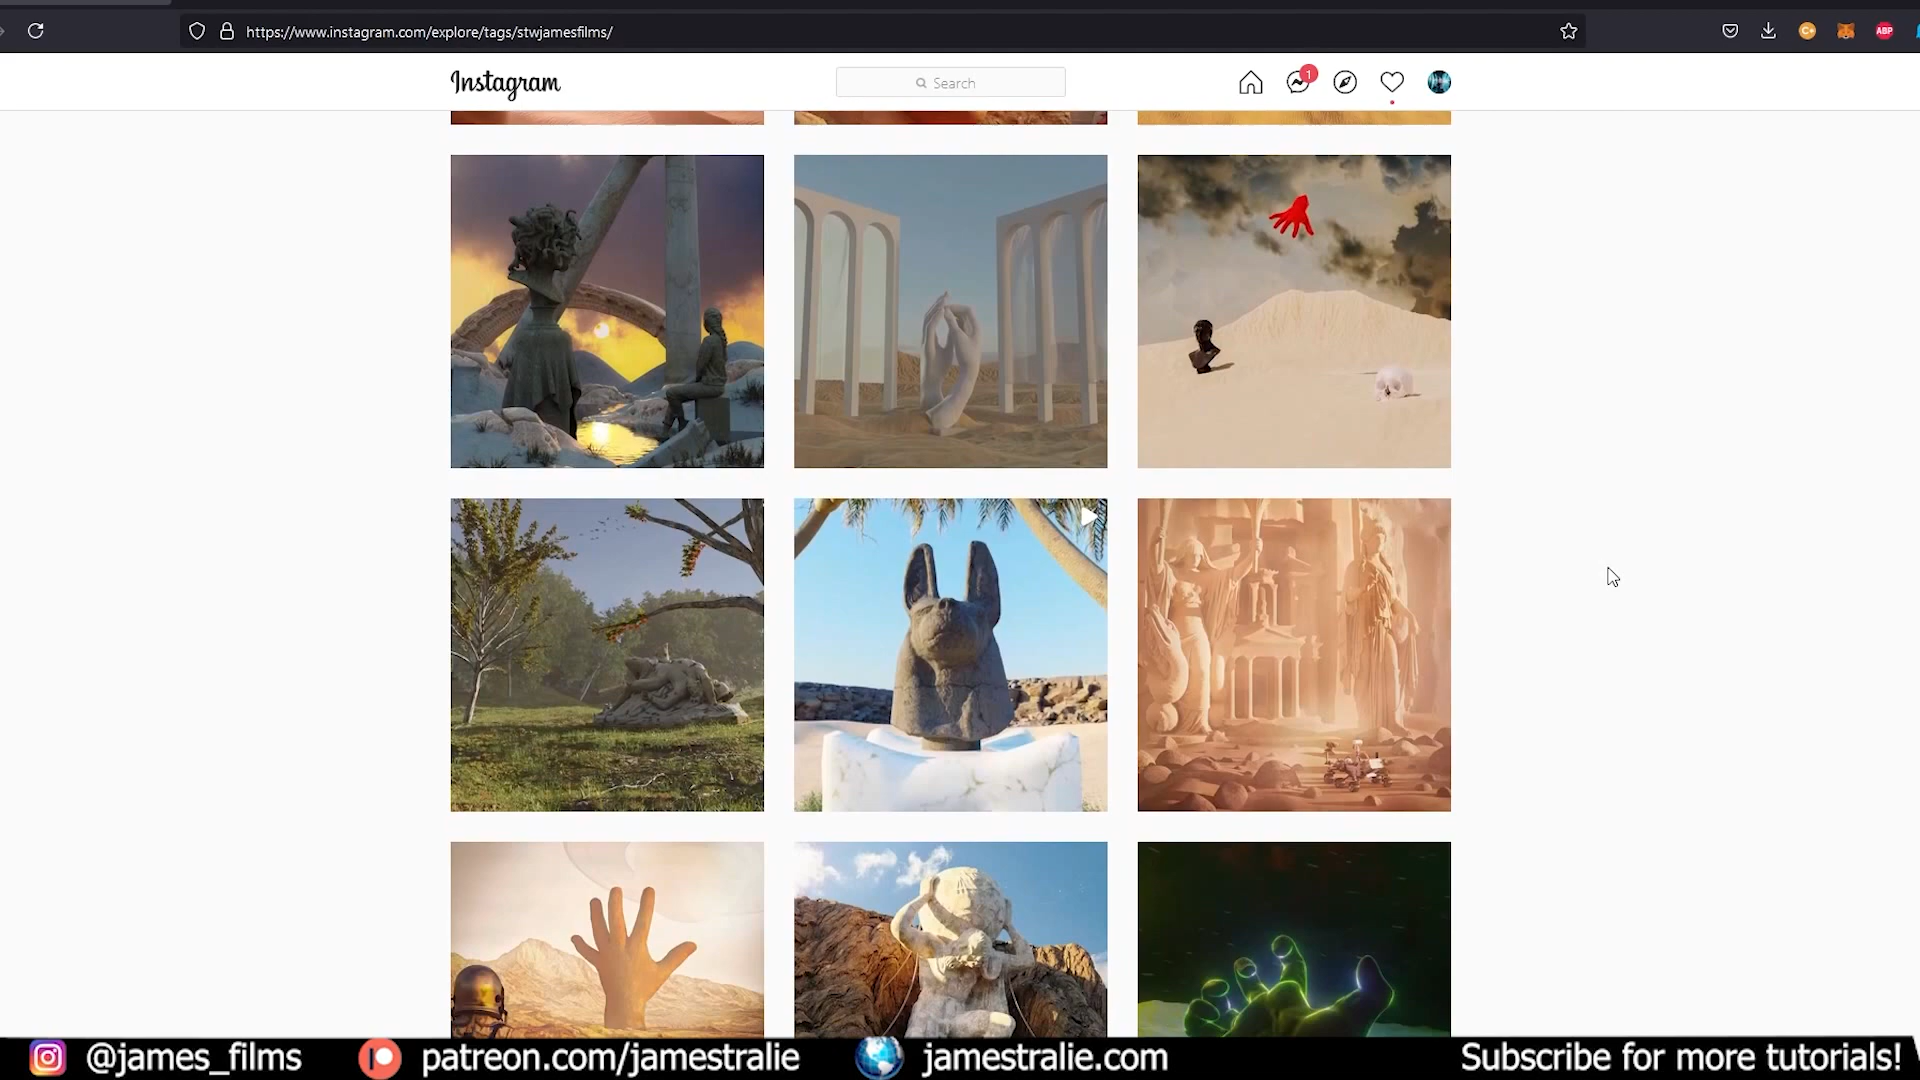 https://www.instagram.com/explore/tags/stwjamesfilms/
C+
ABP
Instagram
Search
1
@james_films
patreon.com/jamestralie
jamestralie.com
Subscribe for more tutorials!